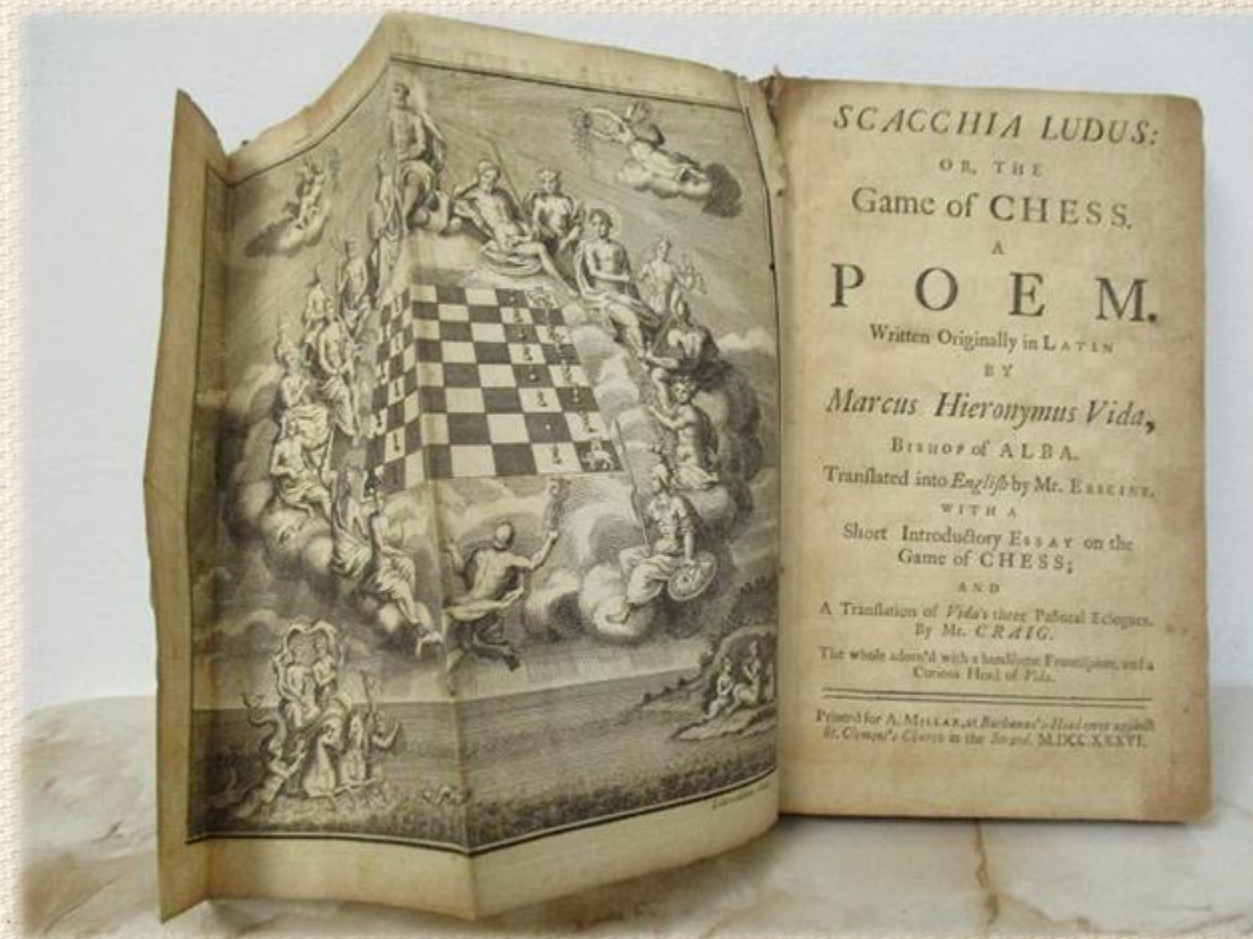 SCACCHIA LUDUS:
OR, THE
Game of CHESS.
A
POEM.
Written Originally in LATIN
BY
Marcus Hieronymus Vida,
BISHOP of ALBA.
Translated into Engliſh by Mr. ERSKINE.
WITH A
Short Introductory ESSAY on the
Game of CHESS;
AND
A Tranſlation of Vida's three Paſtoral Eclogues.
By Mr. CRAIG.
The whole adorn'd with a handſome Frontiſpiece, and a
Curious Head of Vida.
Printed for A. MILLAR, at Buchanan's-Head over againſt
St. Clement's-Church in the Strand. M.DCC.XXXVI.